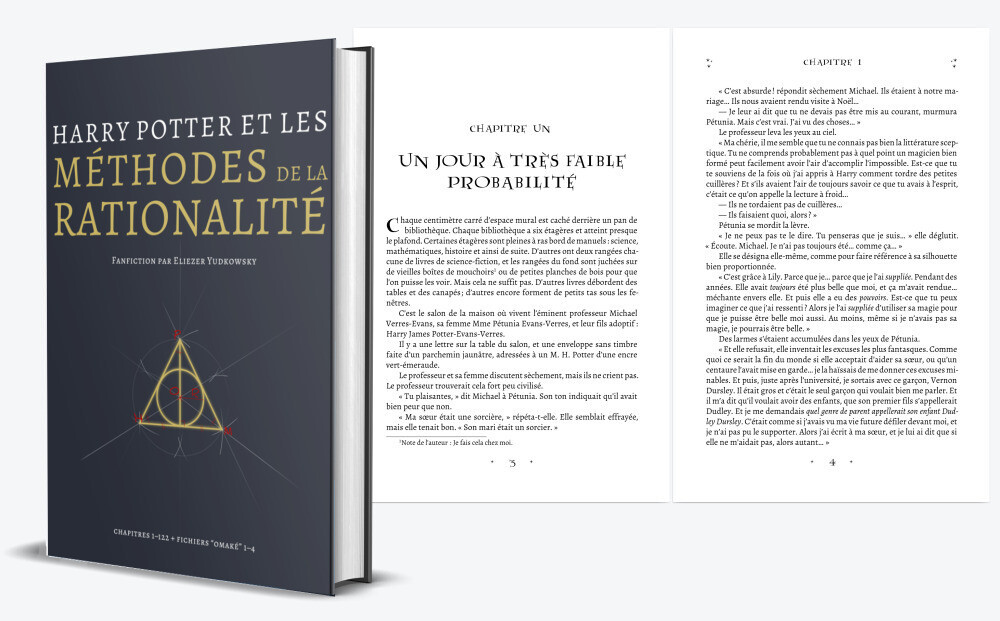 HARRY POTTER ET LES
MÉTHODES DE LA
RATIONALITÉ
FANFICTION PAR ELIEZER YUDKOWSKY
CHAPITRES 1–122 + FICHIERS "OMAKÉ" 1–4
CHAPITRE UN
UN JOUR À TRÈS FAIBLE
PROBABILITÉ
Chaque centimètre carré d'espace mural est caché derrière un pan de
bibliothèque. Chaque bibliothèque a six étagères et atteint presque
le plafond. Certaines étagères sont pleines à ras bord de manuels : science,
mathématiques, histoire et ainsi de suite. D'autres ont deux rangées cha-
cune de livres de science-fiction, et les rangées du fond sont juchées sur
de vieilles boîtes de mouchoirs¹ ou de petites planches de bois pour que
l'on puisse les voir. Mais cela ne suffit pas. D'autres livres débordent des
tables et des canapés ; d'autres encore forment de petits tas sous les fe-
nêtres.
C'est le salon de la maison où vivent l'éminent professeur Michael
Verres-Evans, sa femme Mme Pétunia Evans-Verres, et leur fils adoptif :
Harry James Potter-Evans-Verres.
Il y a une lettre sur la table du salon, et une enveloppe sans timbre
faite d'un parchemin jaunâtre, adressées à un M. H. Potter d'une encre
vert-émeraude.
Le professeur et sa femme discutent sèchement, mais ils ne crient pas.
Le professeur trouverait cela fort peu civilisé.
« Tu plaisantes, » dit Michael à Pétunia. Son ton indiquait qu'il avait
bien peur que non.
« Ma sœur était une sorcière, » répéta-t-elle. Elle semblait effrayée,
mais elle tenait bon. « Son mari était un sorcier. »
¹Note de l'auteur : Je fais cela chez moi.
3
CHAPITRE 1
« C'est absurde ! répondit sèchement Michael. Ils étaient à notre ma-
riage… Ils nous avaient rendu visite à Noël…
— Je leur ai dit que tu ne devais pas être mis au courant, murmura
Pétunia. Mais c'est vrai. J'ai vu des choses… »
Le professeur leva les yeux au ciel.
« Ma chérie, il me semble que tu ne connais pas bien la littérature scep-
tique. Tu ne comprends probablement pas à quel point un magicien bien
formé peut facilement avoir l'air d'accomplir l'impossible. Est-ce que tu
te souviens de la fois où j'ai appris à Harry comment tordre des petites
cuillères ? Et s'ils avaient l'air de toujours savoir ce que tu avais à l'esprit,
c'était ce qu'on appelle la lecture à froid…
— Ils ne tordaient pas de cuillères…
— Ils faisaient quoi, alors ? »
Pétunia se mordit la lèvre.
« Je ne peux pas te le dire. Tu penseras que je suis… » elle déglutit.
« Écoute. Michael. Je n'ai pas toujours été… comme ça… »
Elle se désigna elle-même, comme pour faire référence à sa silhouette
bien proportionnée.
« C'est grâce à Lily. Parce que je… parce que je l'ai suppliée. Pendant des
années. Elle avait toujours été plus belle que moi, et ça m'avait rendue…
méchante envers elle. Et puis elle a eu des pouvoirs. Est-ce que tu peux
imaginer ce que j'ai ressenti ? Alors je l'ai suppliée d'utiliser sa magie pour
que je puisse être belle moi aussi. Au moins, même si je n'avais pas sa
magie, je pourrais être belle. »
Des larmes s'étaient accumulées dans les yeux de Pétunia.
« Et elle refusait, elle inventait les excuses les plus fantasques. Comme
quoi ce serait la fin du monde si elle acceptait d'aider sa sœur, ou qu'un
centaure l'avait mise en garde… je la haïssais de me donner ces excuses mi-
nables. Et puis, juste après l'université, je sortais avec ce garçon, Vernon
Dursley. Il était gros et c'était le seul garçon qui voulait bien me parler. Et
il m'a dit qu'il voulait avoir des enfants, que son premier fils s'appellerait
Dudley. Et je me demandais quel genre de parent appellerait son enfant Dud-
ley Dursley. C'était comme si j'avais vu ma vie future défiler devant moi, et
je n'ai pas pu le supporter. Alors j'ai écrit à ma sœur, et je lui ai dit que si
elle ne m'aidait pas, alors autant… »
4